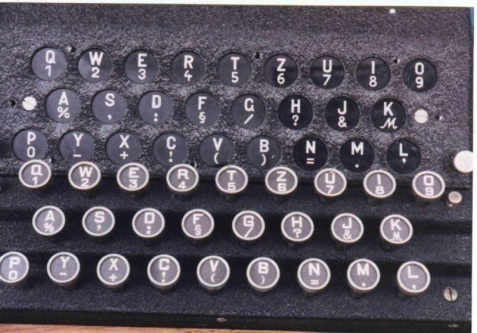 Q W E R T Z U I O
1 2 3 4 5 6 7 8 9
A S D F G H J K
% , : § / ? & M
P Y X C V B N M L
0 - + ! ( ) = . '
Q W E R T Z U I O
1 2 3 4 5 6 7 8 9
A S D F G H J K
% , : § / ? & M
P Y X C V B N M L
0 - + ! ( ) = . '